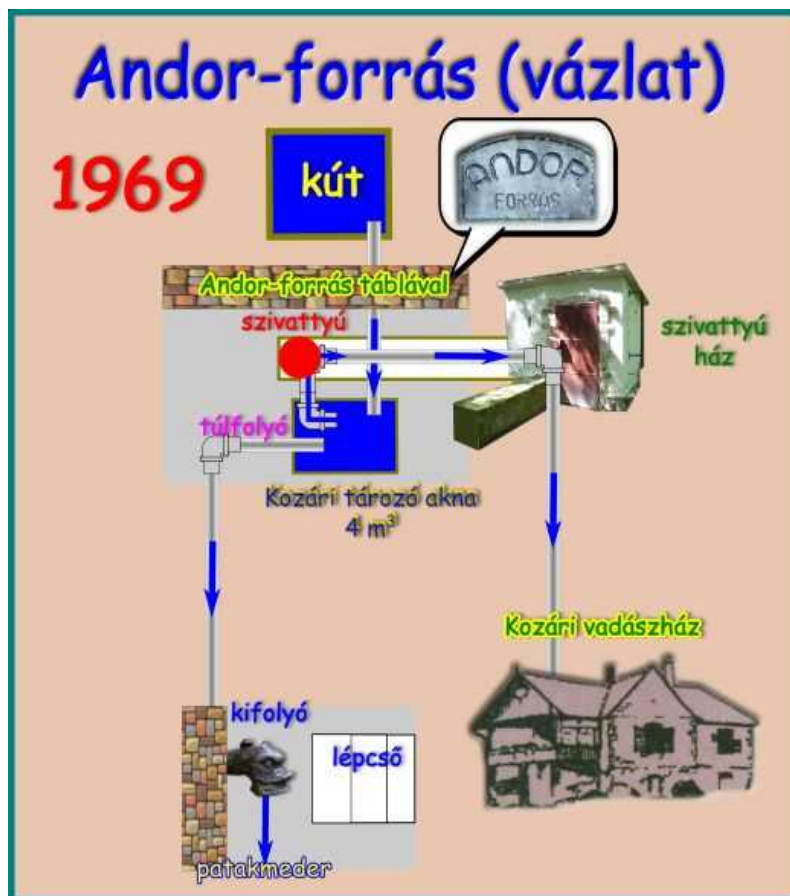 Andor-forrás (vázlat)
1969
kút
ANDOR
FORRÁS
Andor-forrás táblával
szivattyú
szivattyú
ház
túlfolyó
Kozári tározó akna
4 m³
Kozári vadászház
kifolyó
lépcső
patakmeder